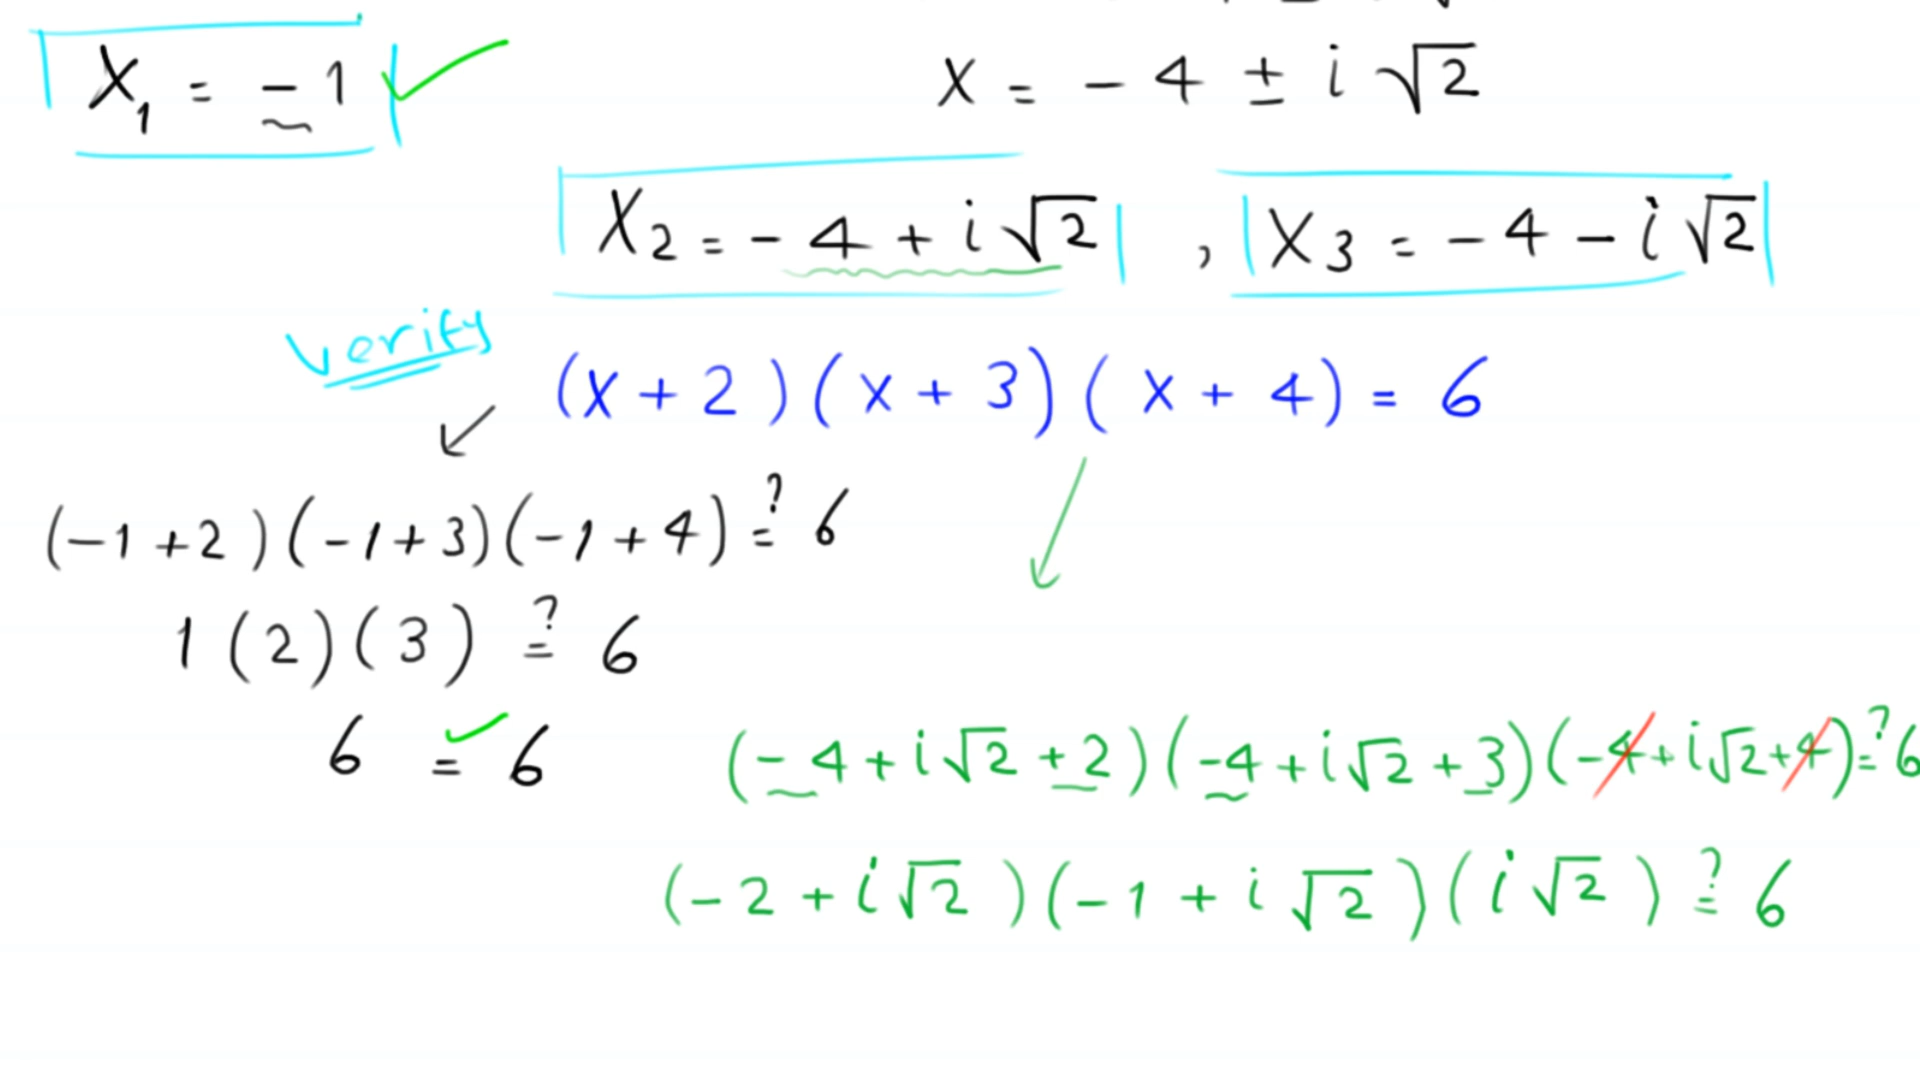 X₁ = -1
x = -4 ± i√2
X₂ = -4 + i√2 , X₃ = -4 - i√2
Verify
(x+2)(x+3)(x+4) = 6
(-1+2)(-1+3)(-1+4) ≟ 6
1(2)(3) ≟ 6
6 = 6
(-4+i√2+2)(-4+i√2+3)(-4+i√2+4) ≟ 6
(-2+i√2)(-1+i√2)(i√2) ≟ 6